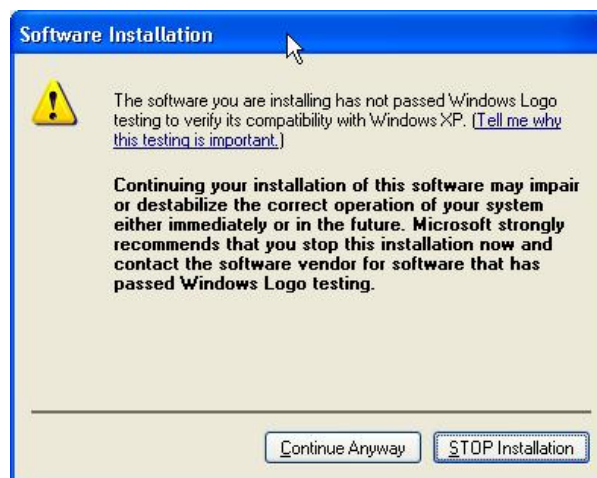 Software Installation
The software you are installing has not passed Windows Logo
testing to verify its compatibility with Windows XP. (Tell me why
this testing is important.)
Continuing your installation of this software may impair
or destabilize the correct operation of your system
either immediately or in the future. Microsoft strongly
recommends that you stop this installation now and
contact the software vendor for software that has
passed Windows Logo testing.
Continue Anyway
STOP Installation